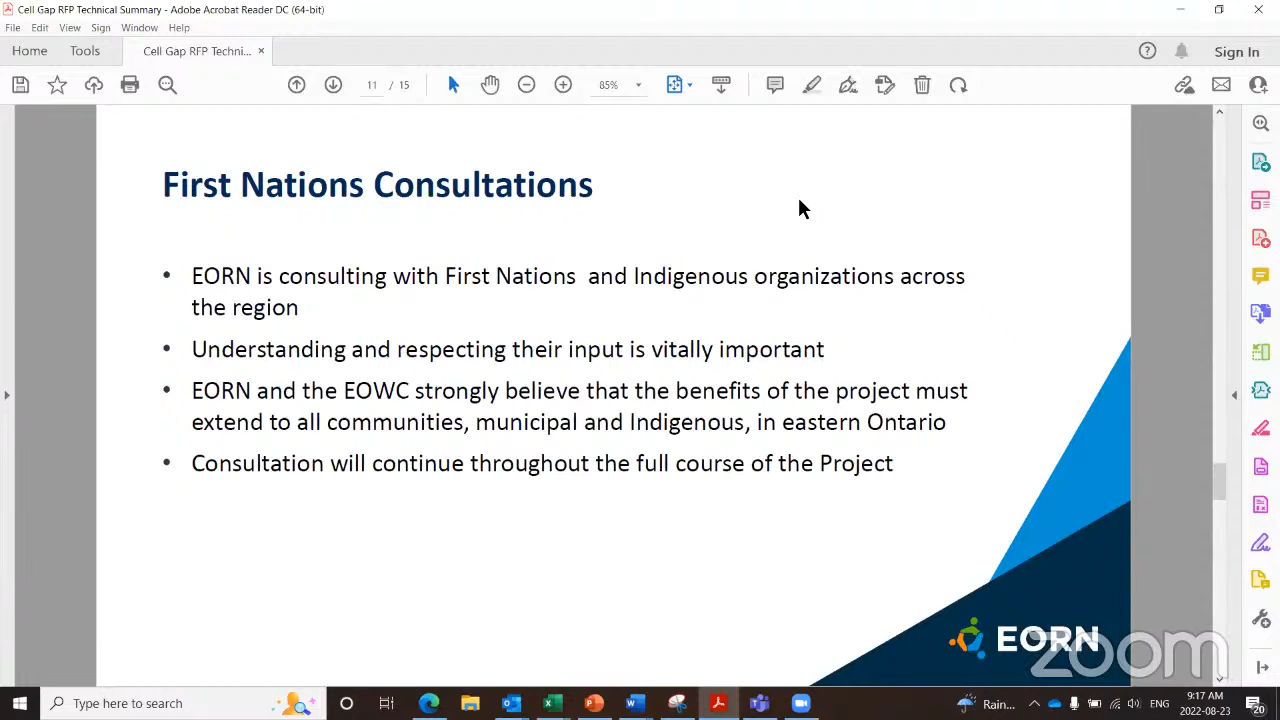 Cell Gap RFP Technical Summary - Adobe Acrobat Reader DC (64-bit)
File Edit View Sign Window Help
Home Tools Cell Gap RFP Techni... × Sign In
11 / 15 85%
First Nations Consultations
• EORN is consulting with First Nations and Indigenous organizations across
the region
• Understanding and respecting their input is vitally important
• EORN and the EOWC strongly believe that the benefits of the project must
extend to all communities, municipal and Indigenous, in eastern Ontario
• Consultation will continue throughout the full course of the Project
EORN
zoom
Type here to search
Rain... ENG 9:17 AM
2022-08-23 20